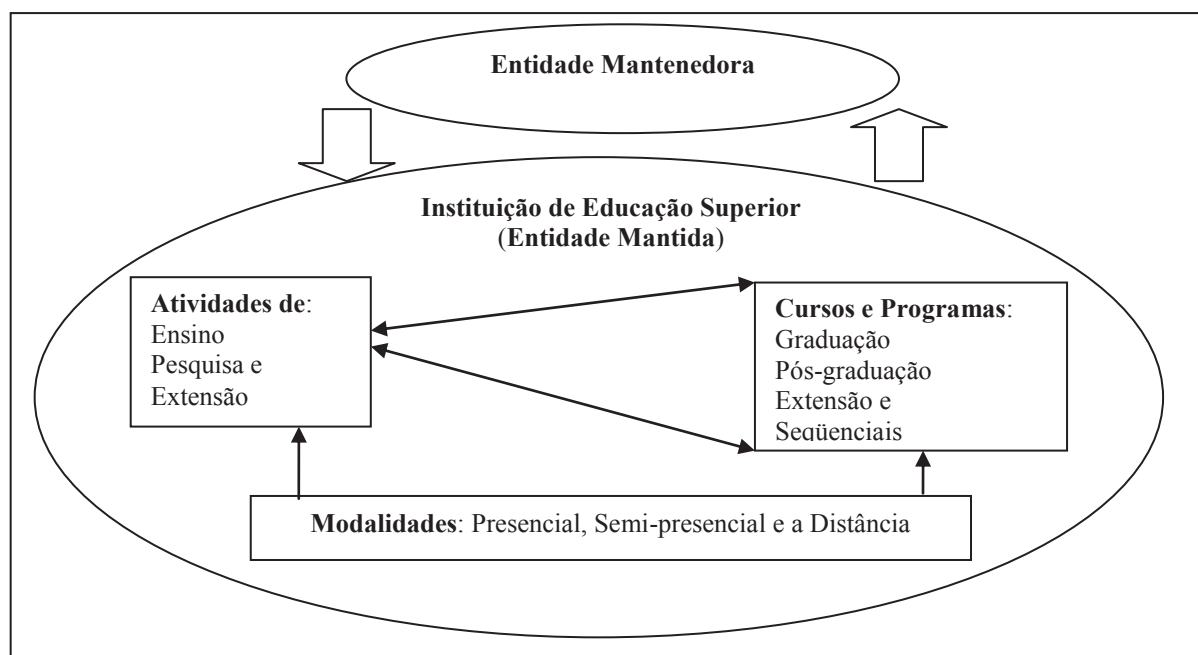 Entidade Mantenedora
Instituição de Educação Superior
(Entidade Mantida)
Atividades de:
Ensino
Pesquisa e
Extensão
Cursos e Programas:
Graduação
Pós-graduação
Extensão e
Seqüenciais
Modalidades: Presencial, Semi-presencial e a Distância